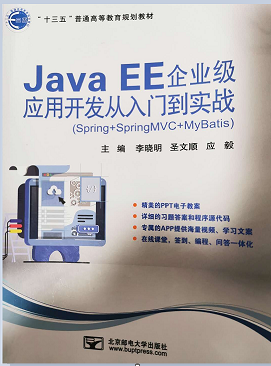 "十三五"普通高等教育规划教材
Java EE 企业级
应用开发从入门到实战
(Spring+SpringMVC+MyBatis)
主 编 李晓明 圣文顺 应 毅
• 精美的PPT电子教案
• 详细的习题答案和程序源代码
• 专属的APP提供海量视频、学习文案
• 在线课堂、签到、编程、问答一体化
北京邮电大学出版社
www.buptpress.com